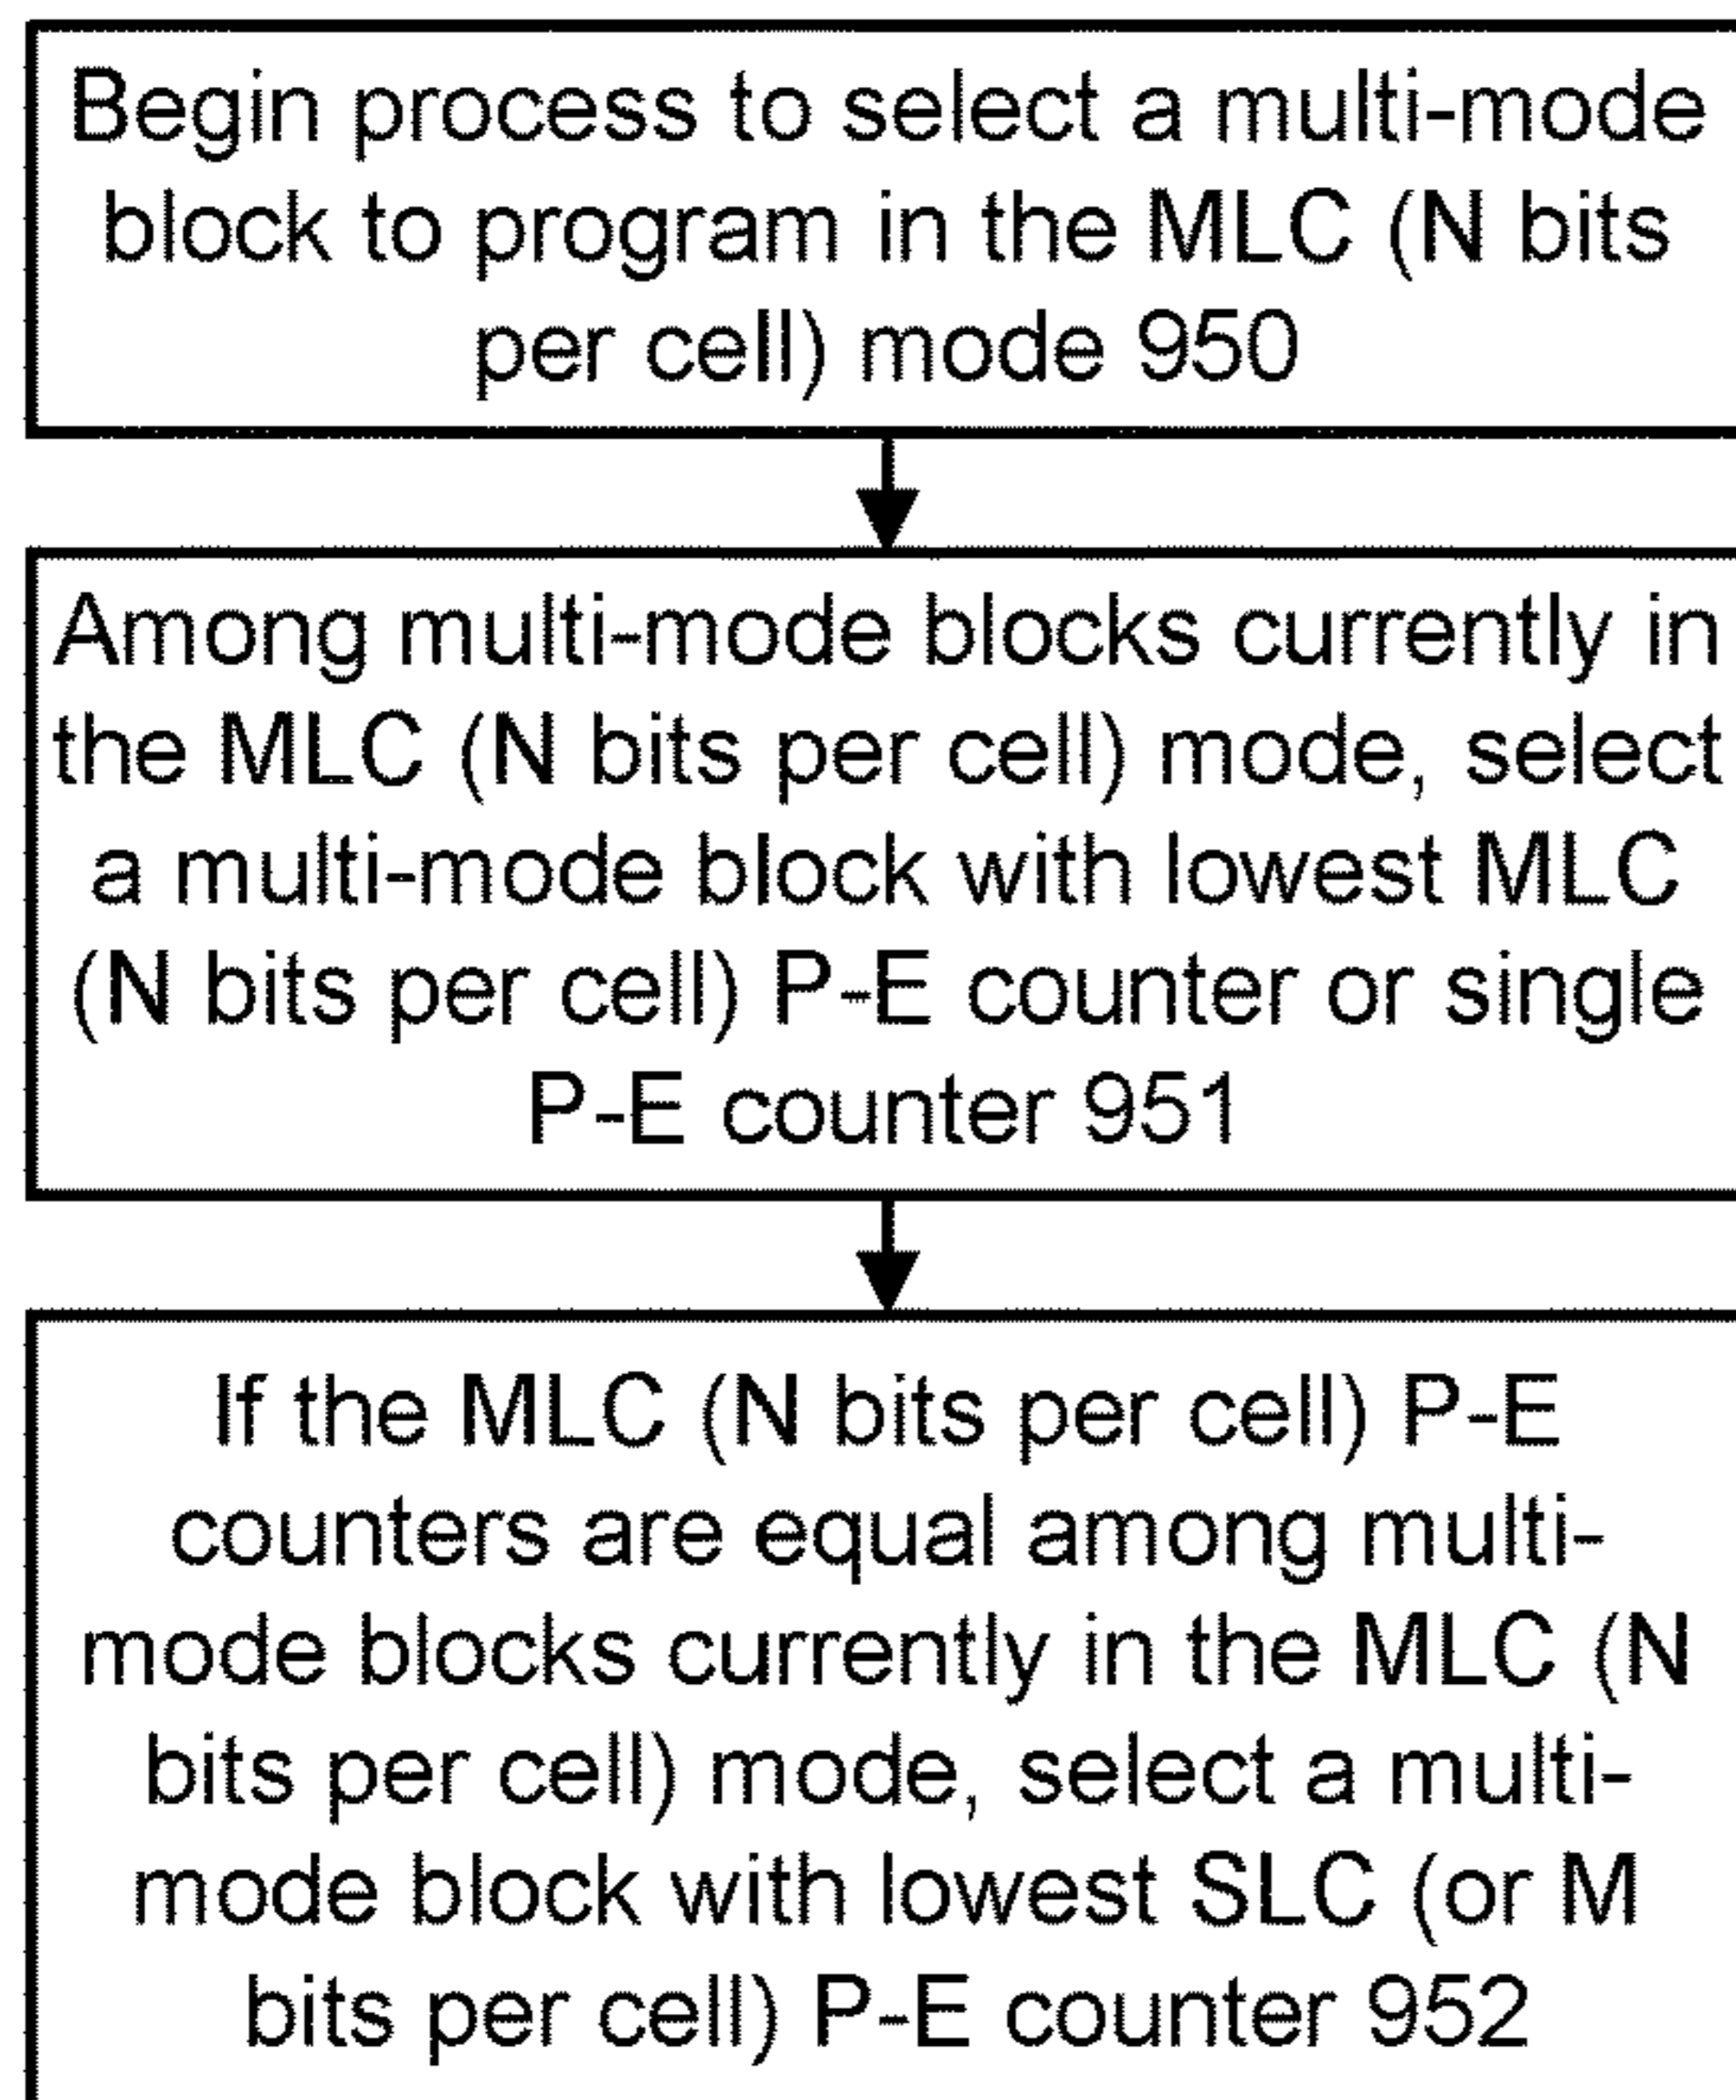 Begin process to select a multi-mode
block to program in the MLC (N bits
per cell) mode 950
Among multi-mode blocks currently in
the MLC (N bits per cell) mode, select
a multi-mode block with lowest MLC
(N bits per cell) P-E counter or single
P-E counter 951
If the MLC (N bits per cell) P-E
counters are equal among multi-
mode blocks currently in the MLC (N
bits per cell) mode, select a multi-
mode block with lowest SLC (or M
bits per cell) P-E counter 952